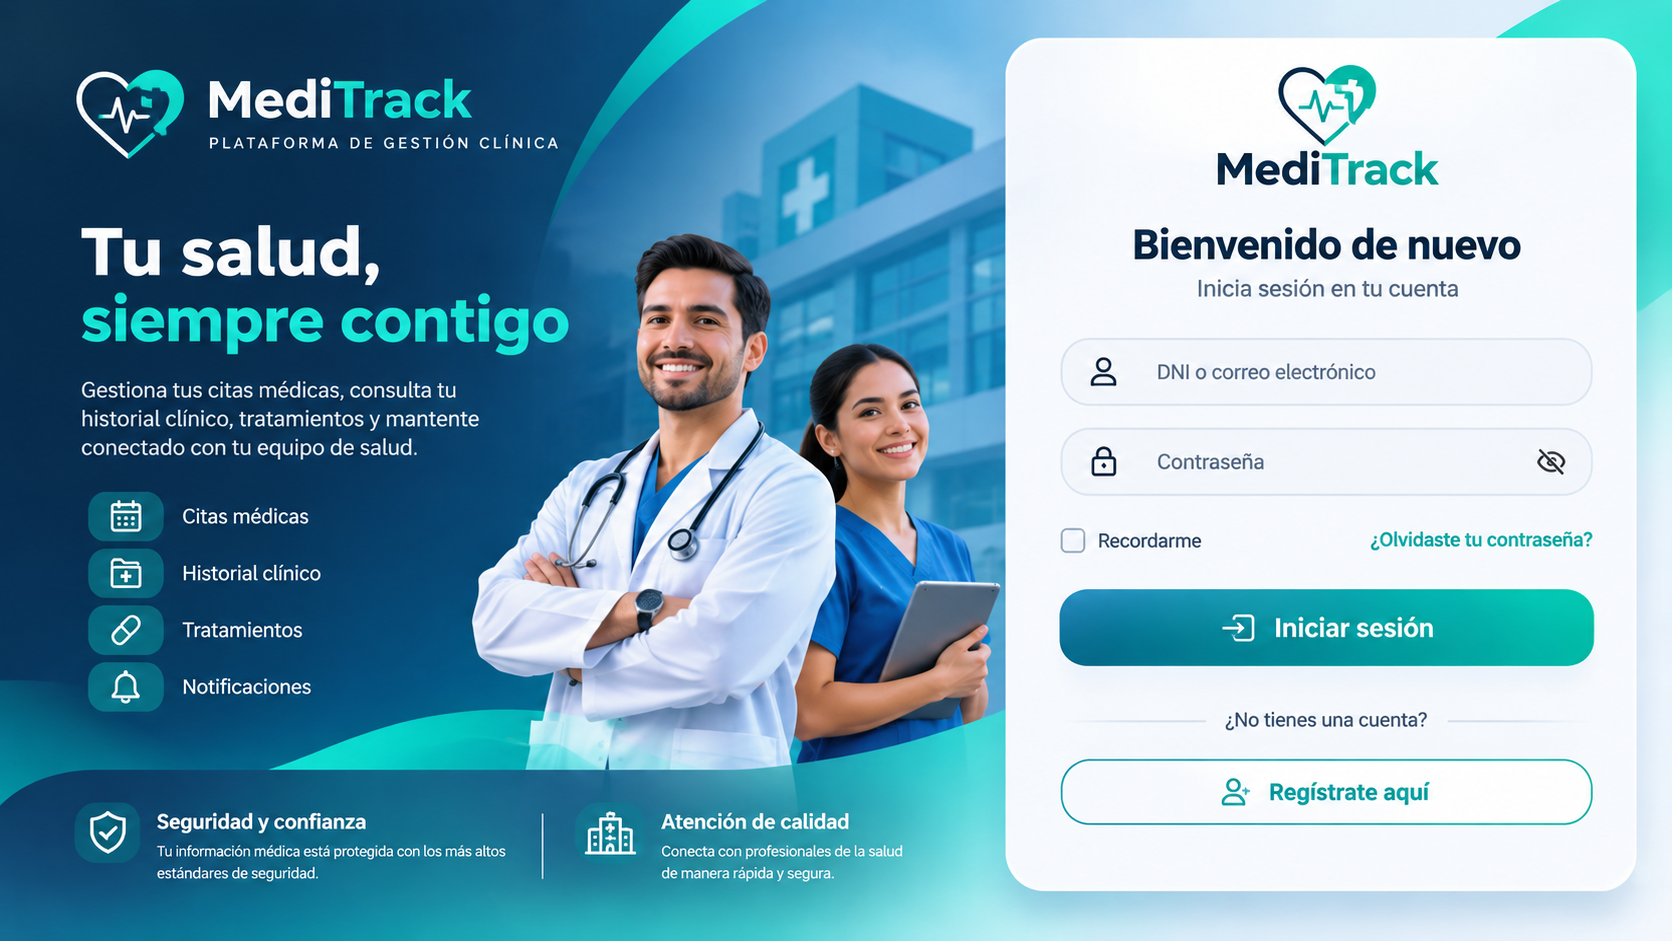 MediTrack
PLATAFORMA DE GESTIÓN CLÍNICA
Tu salud,
siempre contigo
Gestiona tus citas médicas, consulta tu
historial clínico, tratamientos y mantente
conectado con tu equipo de salud.
Citas médicas
Historial clínico
Tratamientos
Notificaciones
Seguridad y confianza
Tu información médica está protegida con los más altos
estándares de seguridad.
Atención de calidad
Conecta con profesionales de la salud
de manera rápida y segura.
MediTrack
Bienvenido de nuevo
Inicia sesión en tu cuenta
DNI o correo electrónico
Contraseña
Recordarme
¿Olvidaste tu contraseña?
Iniciar sesión
¿No tienes una cuenta?
Regístrate aquí